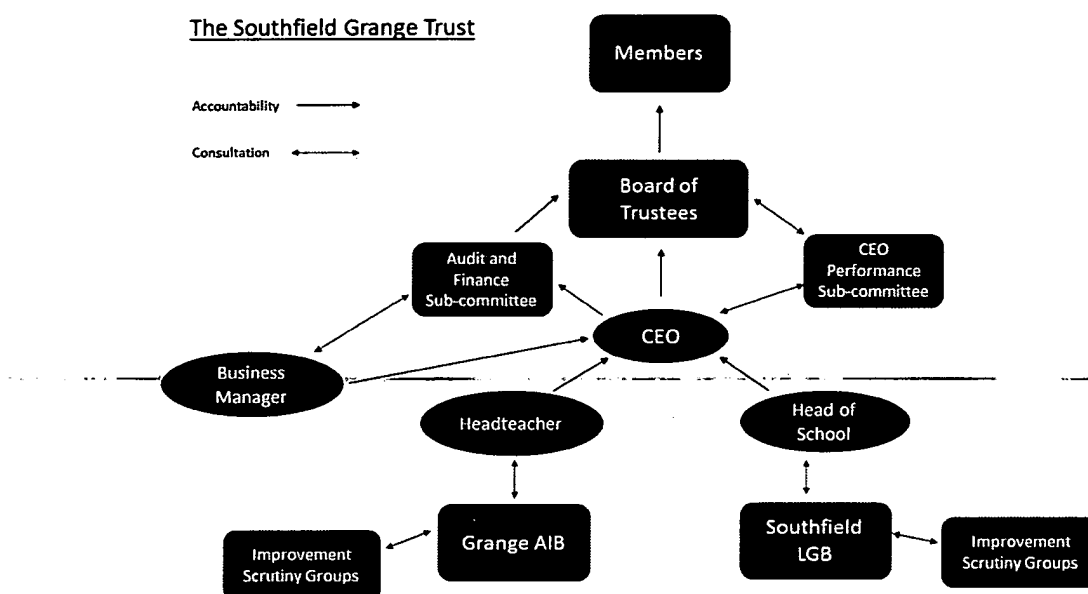 The Southfield Grange Trust
Accountability
Consultation
Members
Board of
Trustees
Audit and
Finance
Sub-committee
CEO
Performance
Sub-committee
CEO
Business
Manager
Headteacher
Head of
School
Grange AIB
Southfield
LGB
Improvement
Scrutiny Groups
Improvement
Scrutiny Groups